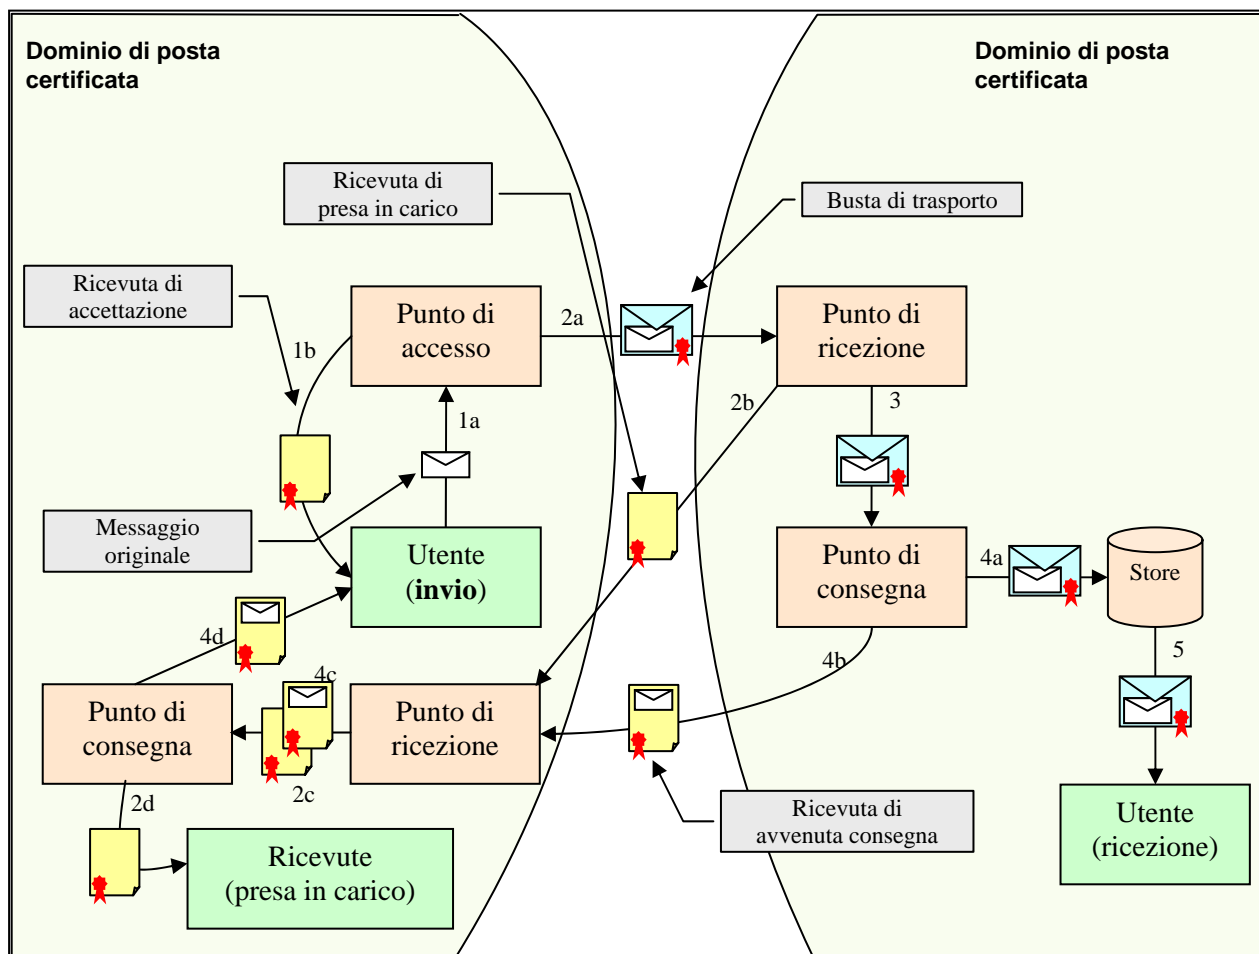 Dominio di posta
certificata
Dominio di posta
certificata
Ricevuta di
presa in carico
Busta di trasporto
Ricevuta di
accettazione
Punto di
accesso
2a
Punto di
ricezione
1b
1a
2b
3
Messaggio
originale
Utente
(invio)
Punto di
consegna
4a
Store
4d
4b
5
4c
Punto di
consegna
Punto di
ricezione
2c
2d
Ricevuta di
avvenuta consegna
Utente
(ricezione)
Ricevute
(presa in carico)